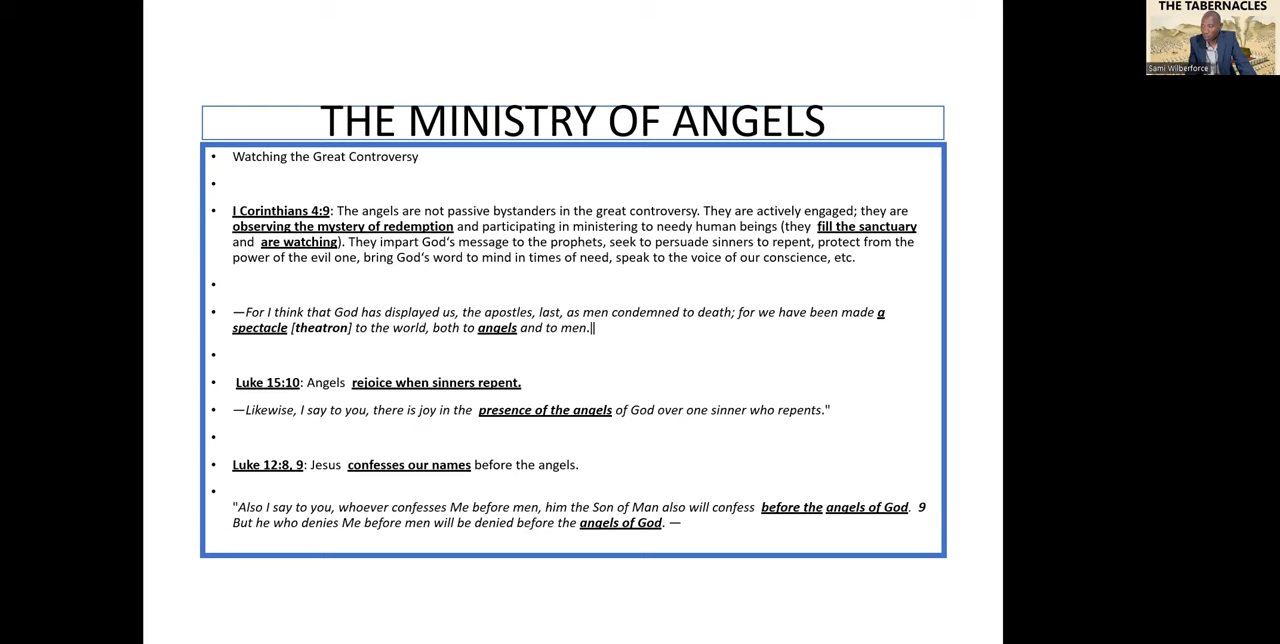 THE TABERNACLES
Sami Wilberforce
THE MINISTRY OF ANGELS
• Watching the Great Controversy
•
• I Corinthians 4:9: The angels are not passive bystanders in the great controversy. They are actively engaged; they are
observing the mystery of redemption and participating in ministering to needy human beings (they fill the sanctuary
and are watching). They impart God‘s message to the prophets, seek to persuade sinners to repent, protect from the
power of the evil one, bring God‘s word to mind in times of need, speak to the voice of our conscience, etc.
•
• ―For I think that God has displayed us, the apostles, last, as men condemned to death; for we have been made a
spectacle [theatron] to the world, both to angels and to men.‖
•
• Luke 15:10: Angels rejoice when sinners repent.
• ―Likewise, I say to you, there is joy in the presence of the angels of God over one sinner who repents."
•
• Luke 12:8, 9: Jesus confesses our names before the angels.
•
"Also I say to you, whoever confesses Me before men, him the Son of Man also will confess before the angels of God. 9
But he who denies Me before men will be denied before the angels of God. ―